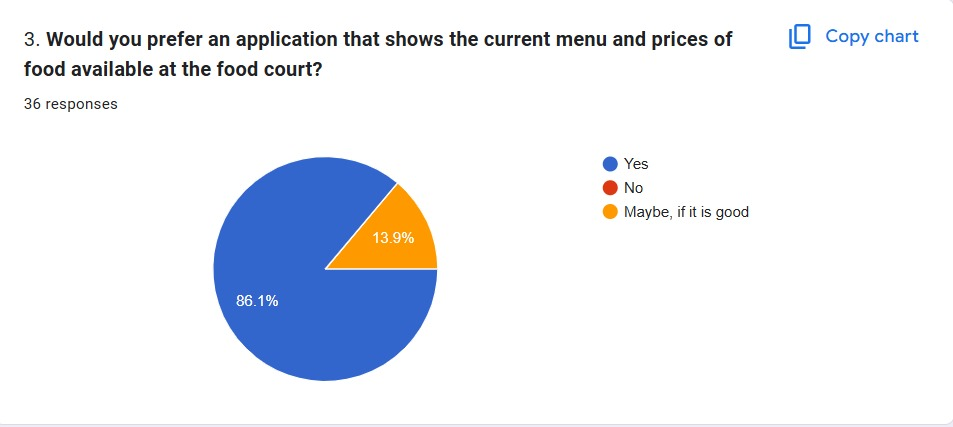 3. Would you prefer an application that shows the current menu and prices of
food available at the food court?
Copy chart
36 responses
Yes
No
Maybe, if it is good
13.9%
86.1%